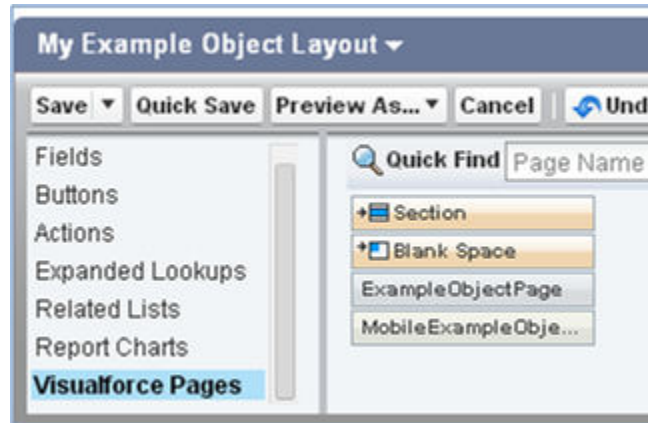 My Example Object Layout
Save Quick Save Preview As... Cancel Und
Fields
Buttons
Actions
Expanded Lookups
Related Lists
Report Charts
Visualforce Pages
Quick Find Page Name
Section
Blank Space
ExampleObjectPage
MobileExampleObje...